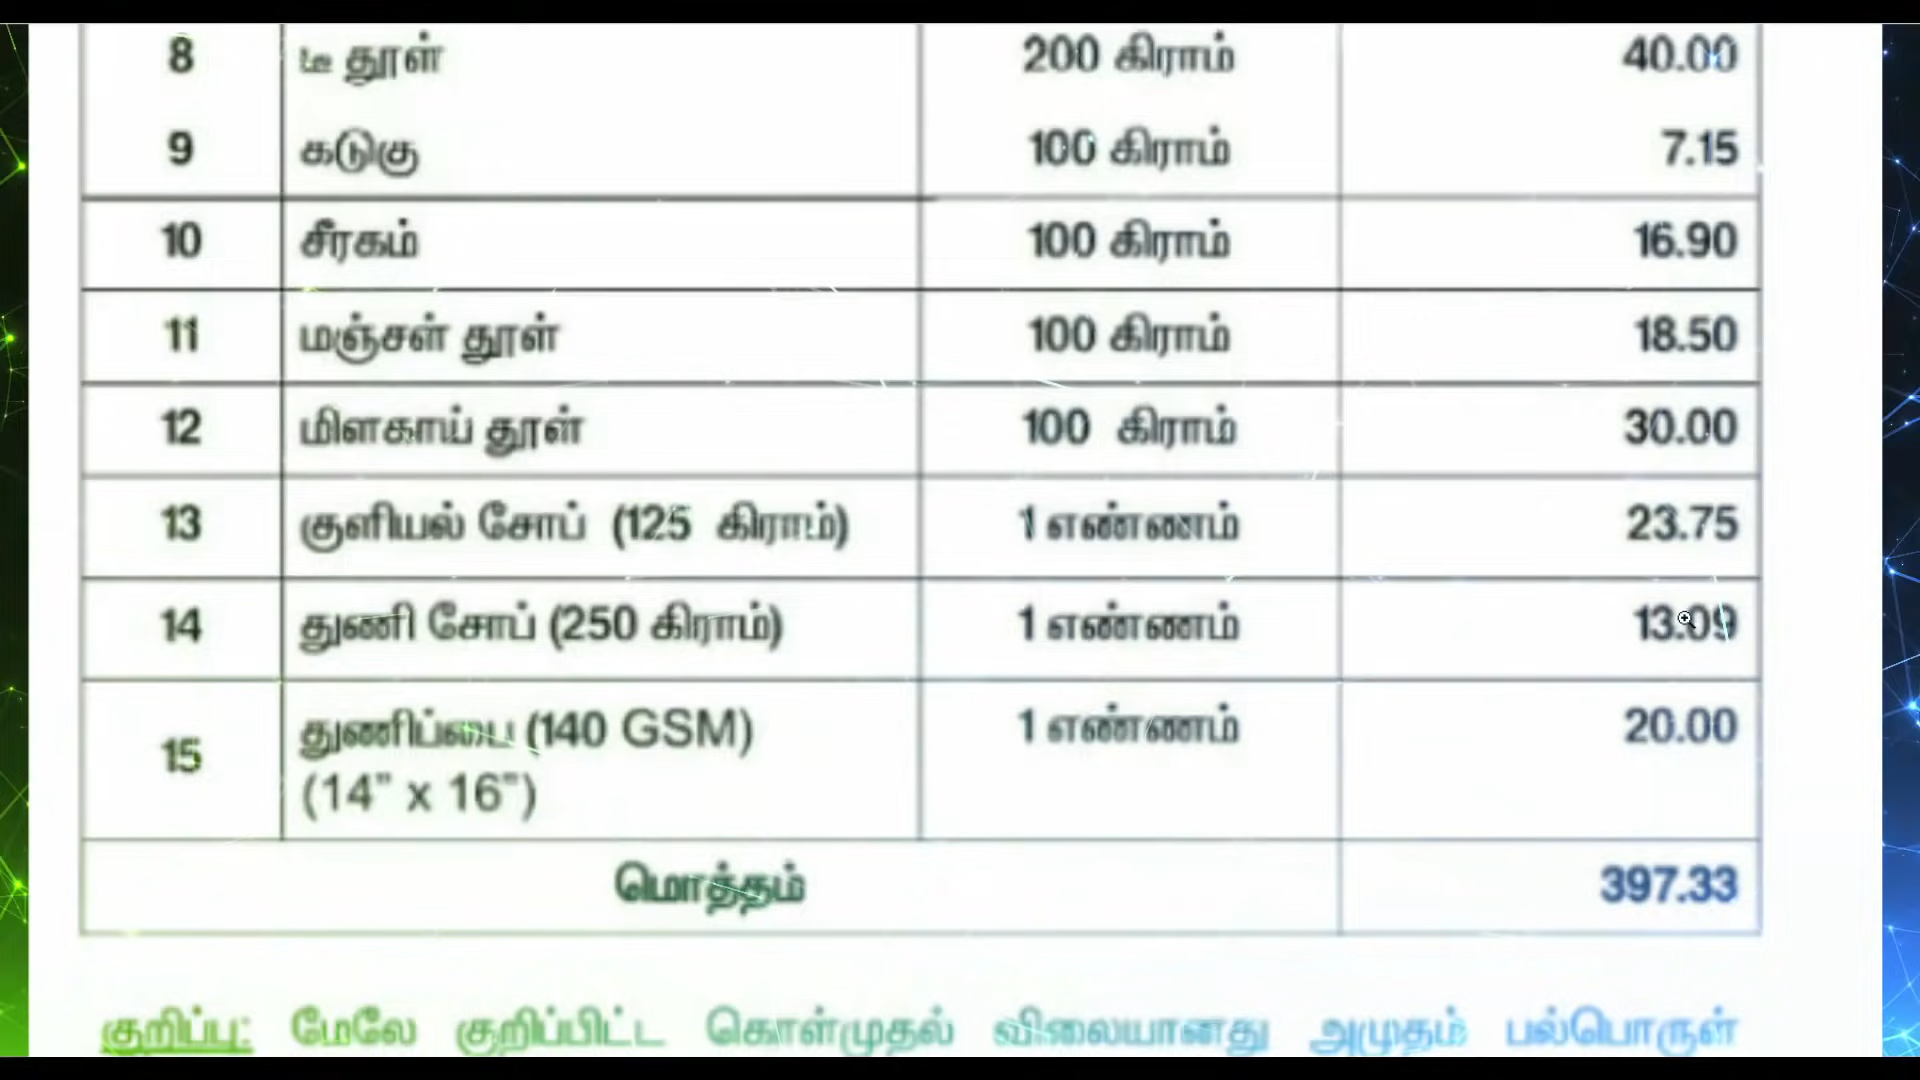 8 டீ தூள் 200 கிராம் 40.00
9 கடுகு 100 கிராம் 7.15
10 சீரகம் 100 கிராம் 16.90
11 மஞ்சள் தூள் 100 கிராம் 18.50
12 மிளகாய் தூள் 100 கிராம் 30.00
13 குளியல் சோப் (125 கிராம்) 1 எண்ணம் 23.75
14 துணி சோப் (250 கிராம்) 1 எண்ணம் 13.09
15 துணிப்பை (140 GSM) 1 எண்ணம் 20.00
(14” x 16”)
மொத்தம் 397.33
குறிப்பு: மேலே குறிப்பிட்ட கொள்முதல் விலையானது அமுதம் பல்பொருள்